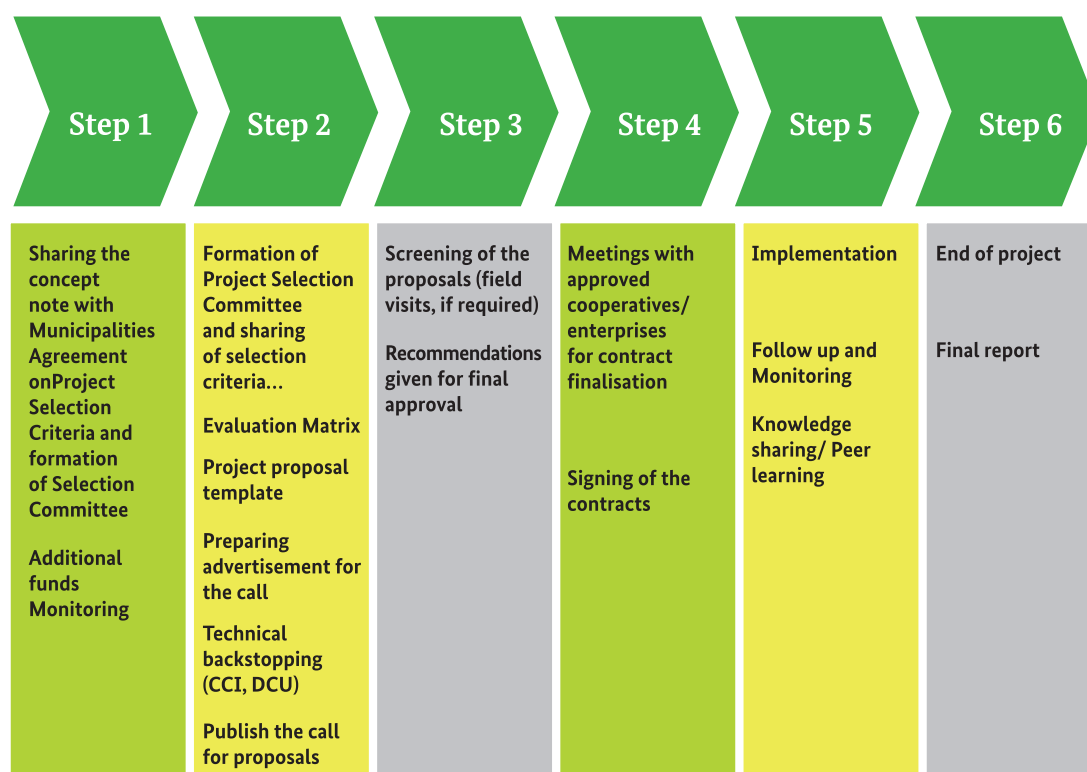 Step 1
Step 2
Step 3
Step 4
Step 5
Step 6
Sharing the
concept
note with
Municipalities
Agreement
onProject
Selection
Criteria and
formation
of Selection
Committee
Additional
funds
Monitoring
Formation of
Project Selection
Committee
and sharing
of selection
criteria...
Evaluation Matrix
Project proposal
template
Preparing
advertisement for
the call
Technical
backstopping
(CCI, DCU)
Publish the call
for proposals
Screening of the
proposals (field
visits, if required)
Recommendations
given for final
approval
Meetings with
approved
cooperatives/
enterprises
for contract
finalisation
Signing of the
contracts
Implementation
Follow up and
Monitoring
Knowledge
sharing/ Peer
learning
End of project
Final report